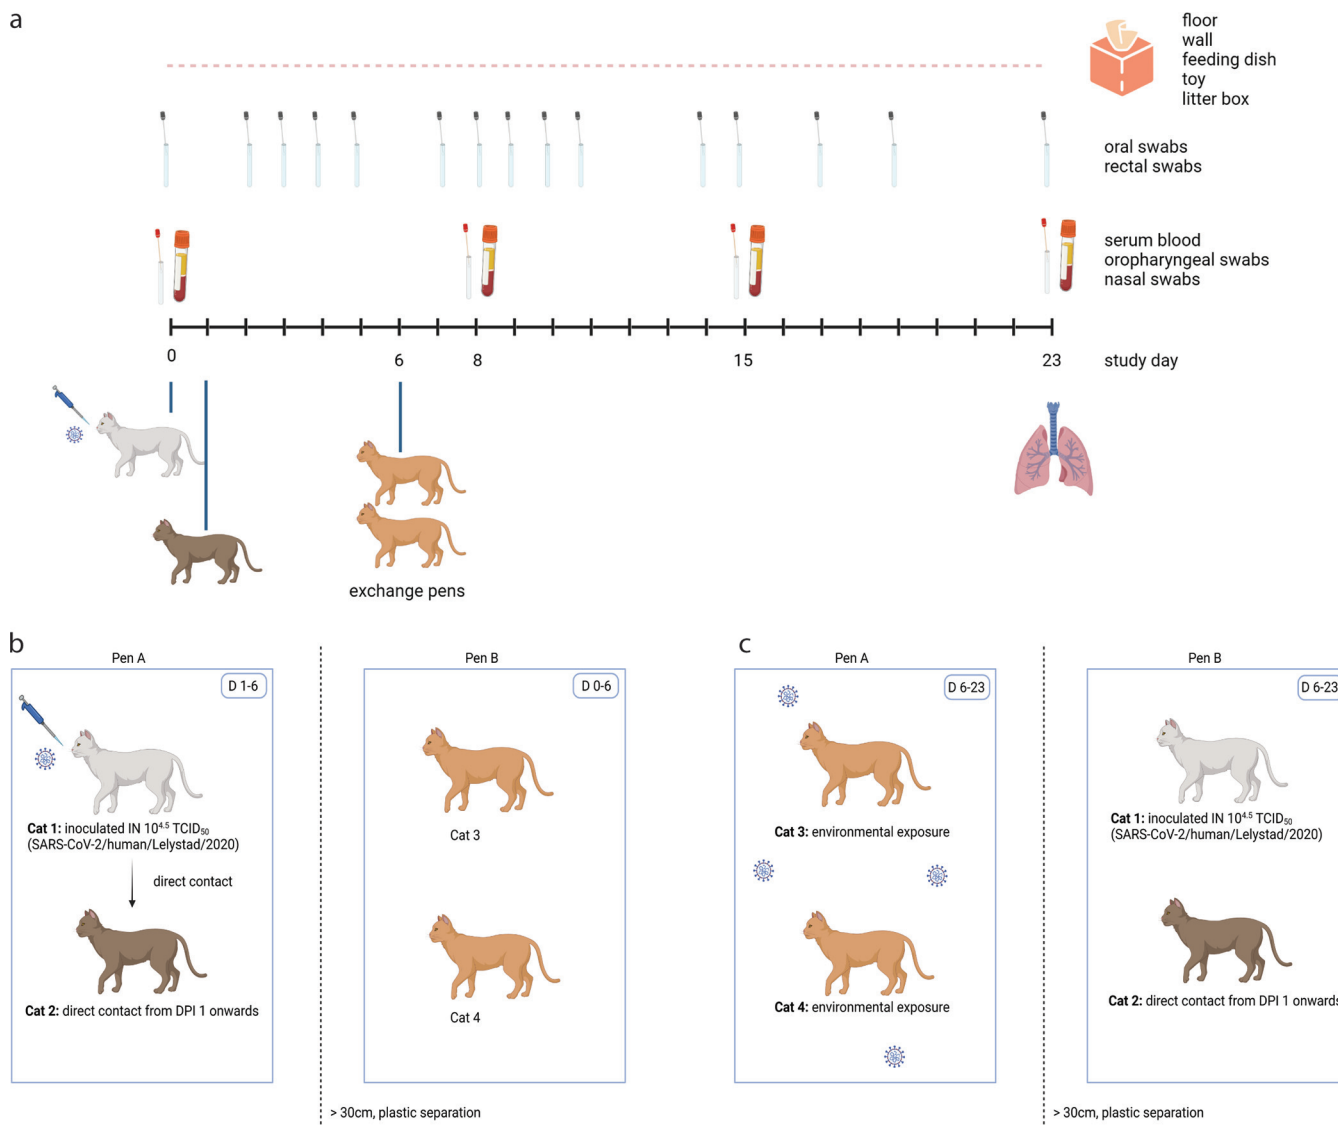 a
floor
wall
feeding dish
toy
litter box
oral swabs
rectal swabs
serum blood
oropharyngeal swabs
nasal swabs
0
6
8
15
23
study day
exchange pens
b
Pen A
D 1-6
Cat 1: inoculated IN 10^4.5 TCID₅₀
(SARS-CoV-2/human/Lelystad/2020)
direct contact
Cat 2: direct contact from DPI 1 onwards
Pen B
D 0-6
Cat 3
Cat 4
> 30cm, plastic separation
c
Pen A
D 6-23
Cat 3: environmental exposure
Cat 4: environmental exposure
Pen B
D 6-23
Cat 1: inoculated IN 10^4.5 TCID₅₀
(SARS-CoV-2/human/Lelystad/2020)
Cat 2: direct contact from DPI 1 onwards
> 30cm, plastic separation